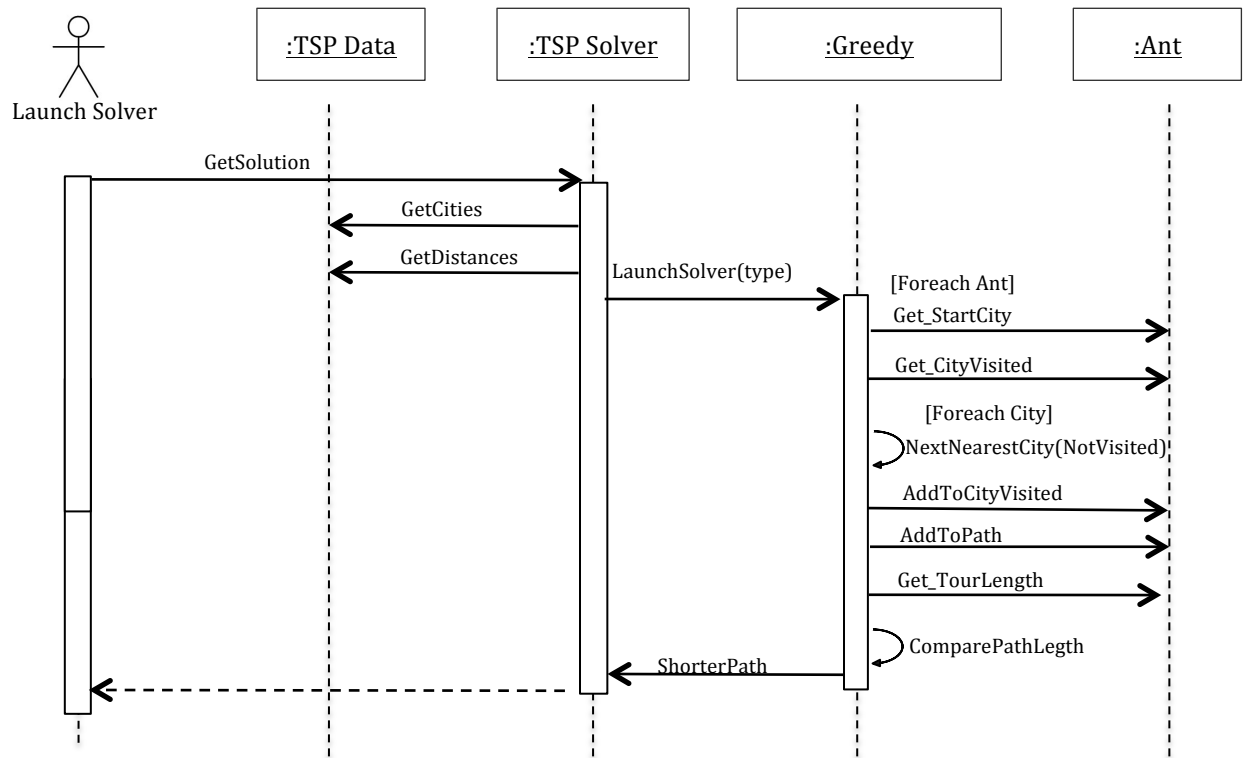 :TSP Data
:TSP Solver
:Greedy
:Ant
Launch Solver
GetSolution
GetCities
GetDistances
LaunchSolver(type)
[Foreach Ant]
Get_StartCity
Get_CityVisited
[Foreach City]
NextNearestCity(NotVisited)
AddToCityVisited
AddToPath
Get_TourLength
ComparePathLegth
ShorterPath